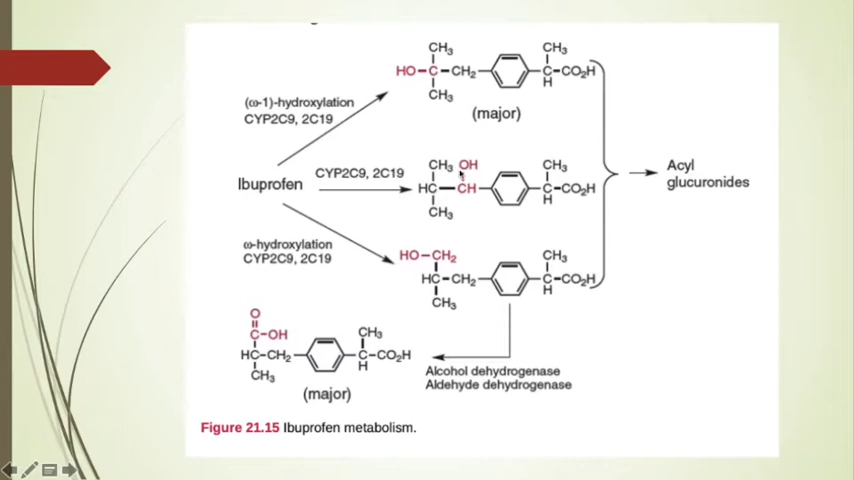 CH₃ CH₃
HO–C–CH₂ C–CO₂H
CH₃ H
(major)
(ω-1)-hydroxylation
CYP2C9, 2C19
CH₃ OH CH₃
Ibuprofen CYP2C9, 2C19 HC–CH C–CO₂H
CH₃ H
Acyl
glucuronides
ω-hydroxylation
CYP2C9, 2C19
HO–CH₂ CH₃
HC–CH₂ C–CO₂H
CH₃ H
O
C–OH CH₃
HC–CH₂ C–CO₂H
CH₃ H
(major)
Alcohol dehydrogenase
Aldehyde dehydrogenase
Figure 21.15 Ibuprofen metabolism.